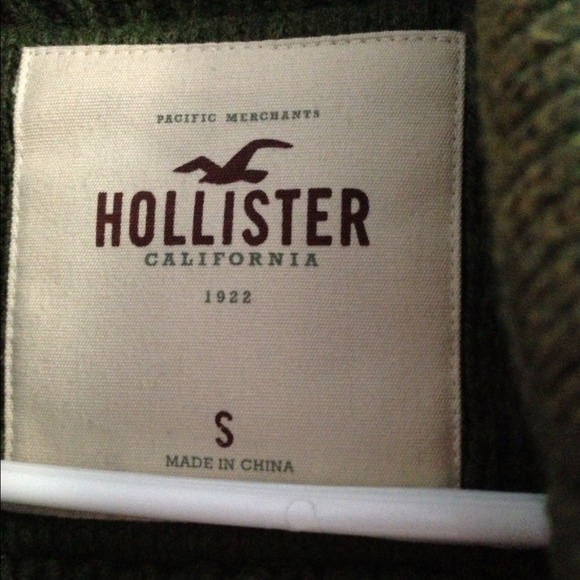 PACIFIC MERCHANTS
HOLLISTER
CALIFORNIA
1922
S
MADE IN CHINA